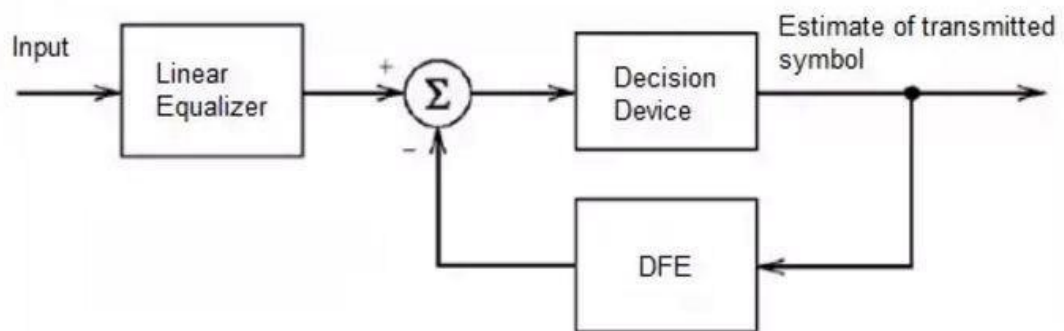 Input
Linear
Equalizer
+
Σ
−
Decision
Device
Estimate of transmitted
symbol
DFE